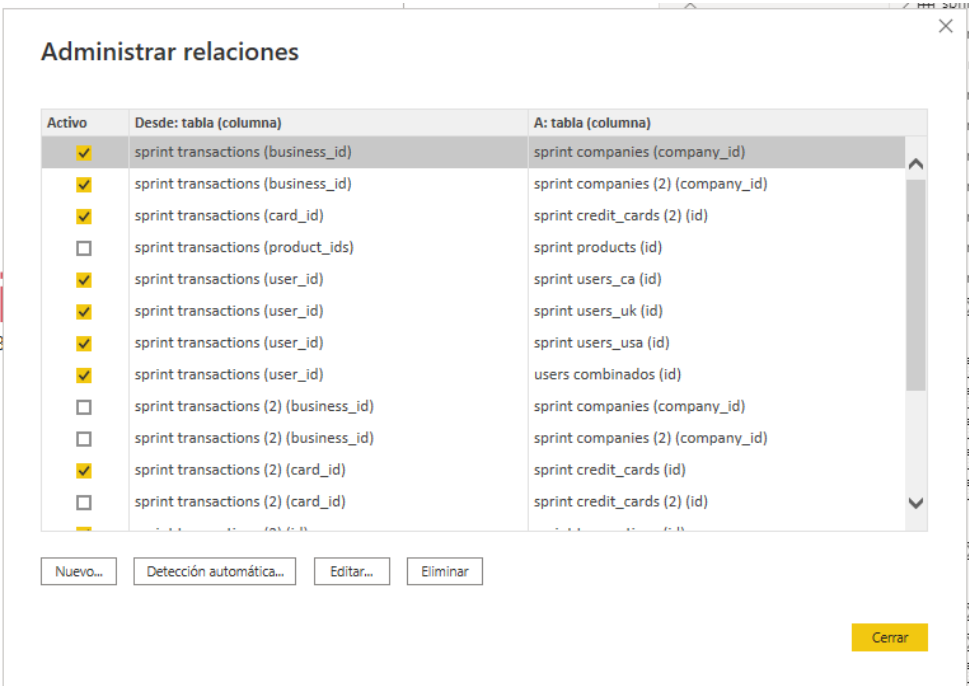 Administrar relaciones
Activo Desde: tabla (columna) A: tabla (columna)
sprint transactions (business_id) sprint companies (company_id)
sprint transactions (business_id) sprint companies (2) (company_id)
sprint transactions (card_id) sprint credit_cards (2) (id)
sprint transactions (product_ids) sprint products (id)
sprint transactions (user_id) sprint users_ca (id)
sprint transactions (user_id) sprint users_uk (id)
sprint transactions (user_id) sprint users_usa (id)
sprint transactions (user_id) users combinados (id)
sprint transactions (2) (business_id) sprint companies (company_id)
sprint transactions (2) (business_id) sprint companies (2) (company_id)
sprint transactions (2) (card_id) sprint credit_cards (id)
sprint transactions (2) (card_id) sprint credit_cards (2) (id)
Nuevo... Detección automática... Editar... Eliminar
Cerrar